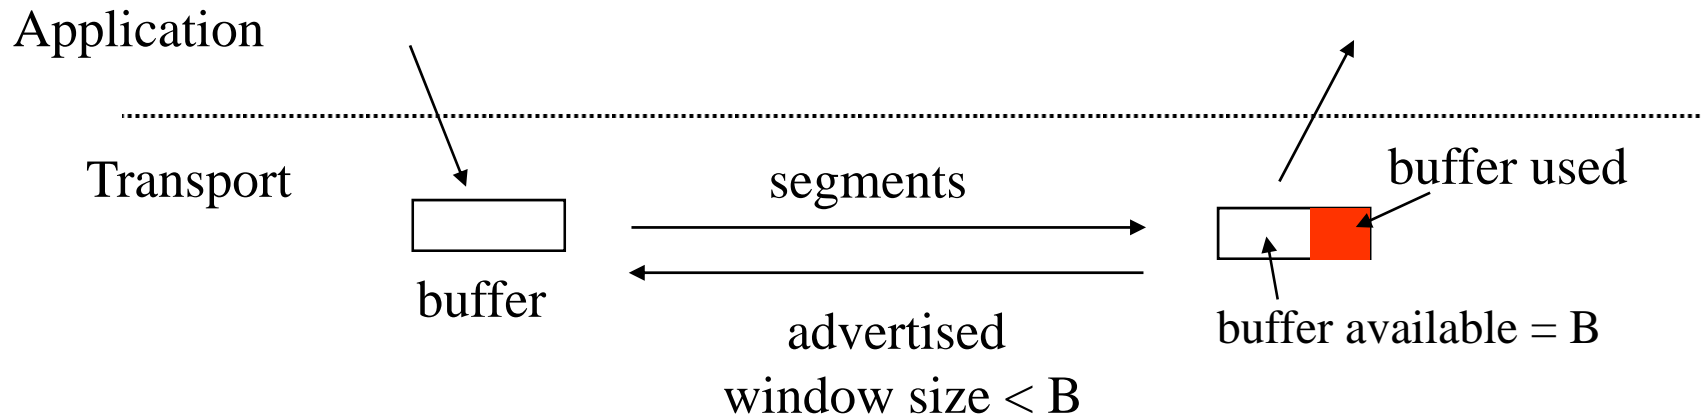 Application
Transport
segments
buffer used
buffer
advertised
window size < B
buffer available = B